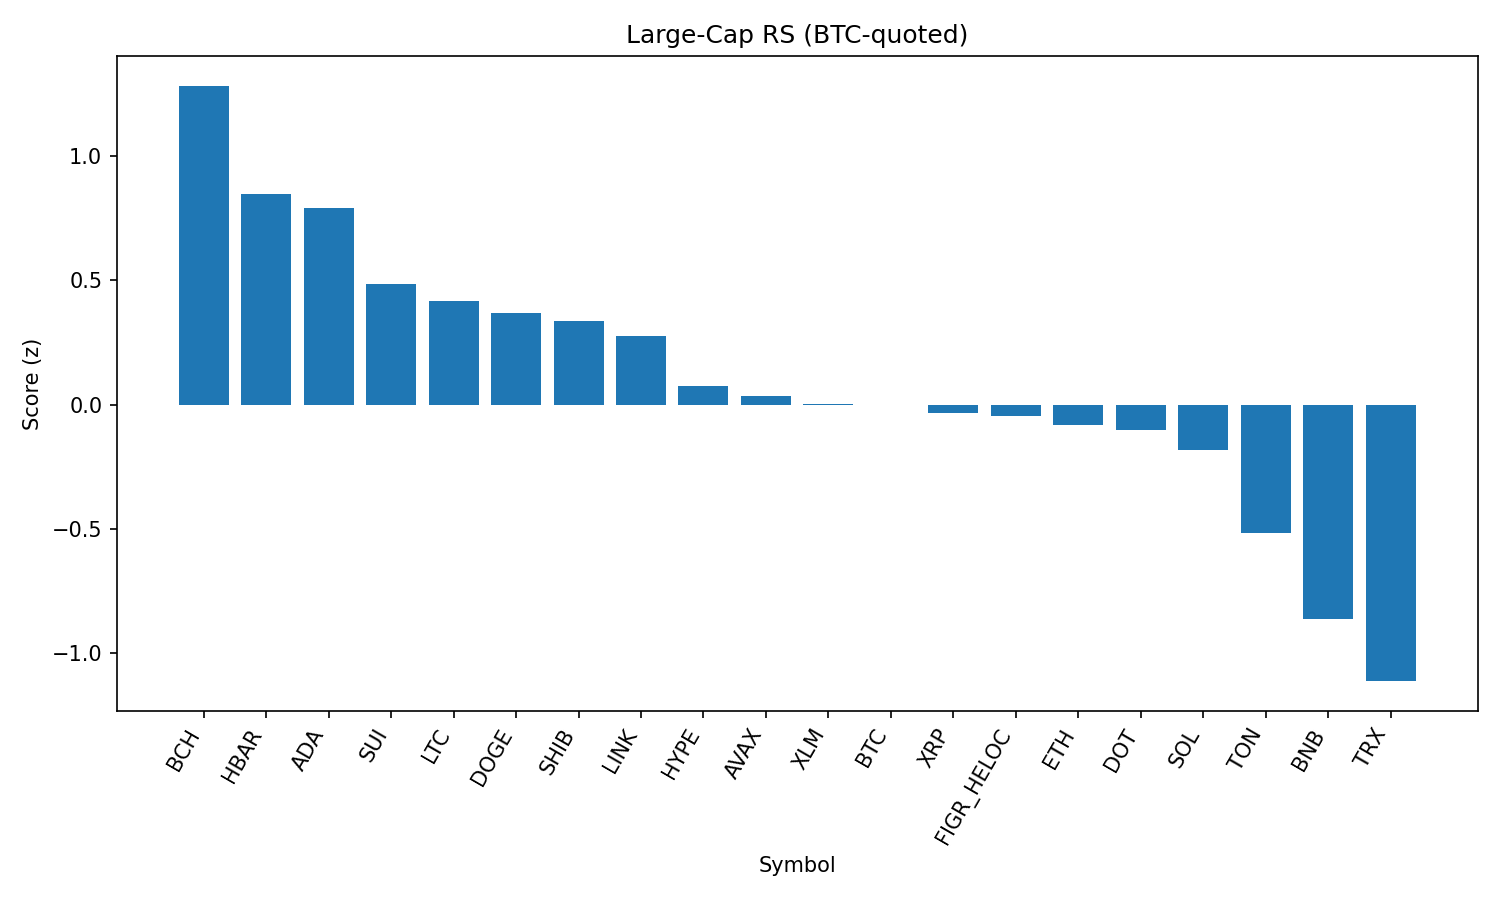 Large-Cap RS (BTC-quoted)
Score (z)
1.0
0.5
0.0
−0.5
−1.0
BCH
HBAR
ADA
SUI
LTC
DOGE
SHIB
LINK
HYPE
AVAX
XLM
BTC
XRP
FIGR_HELOC
ETH
DOT
SOL
TON
BNB
TRX
Symbol